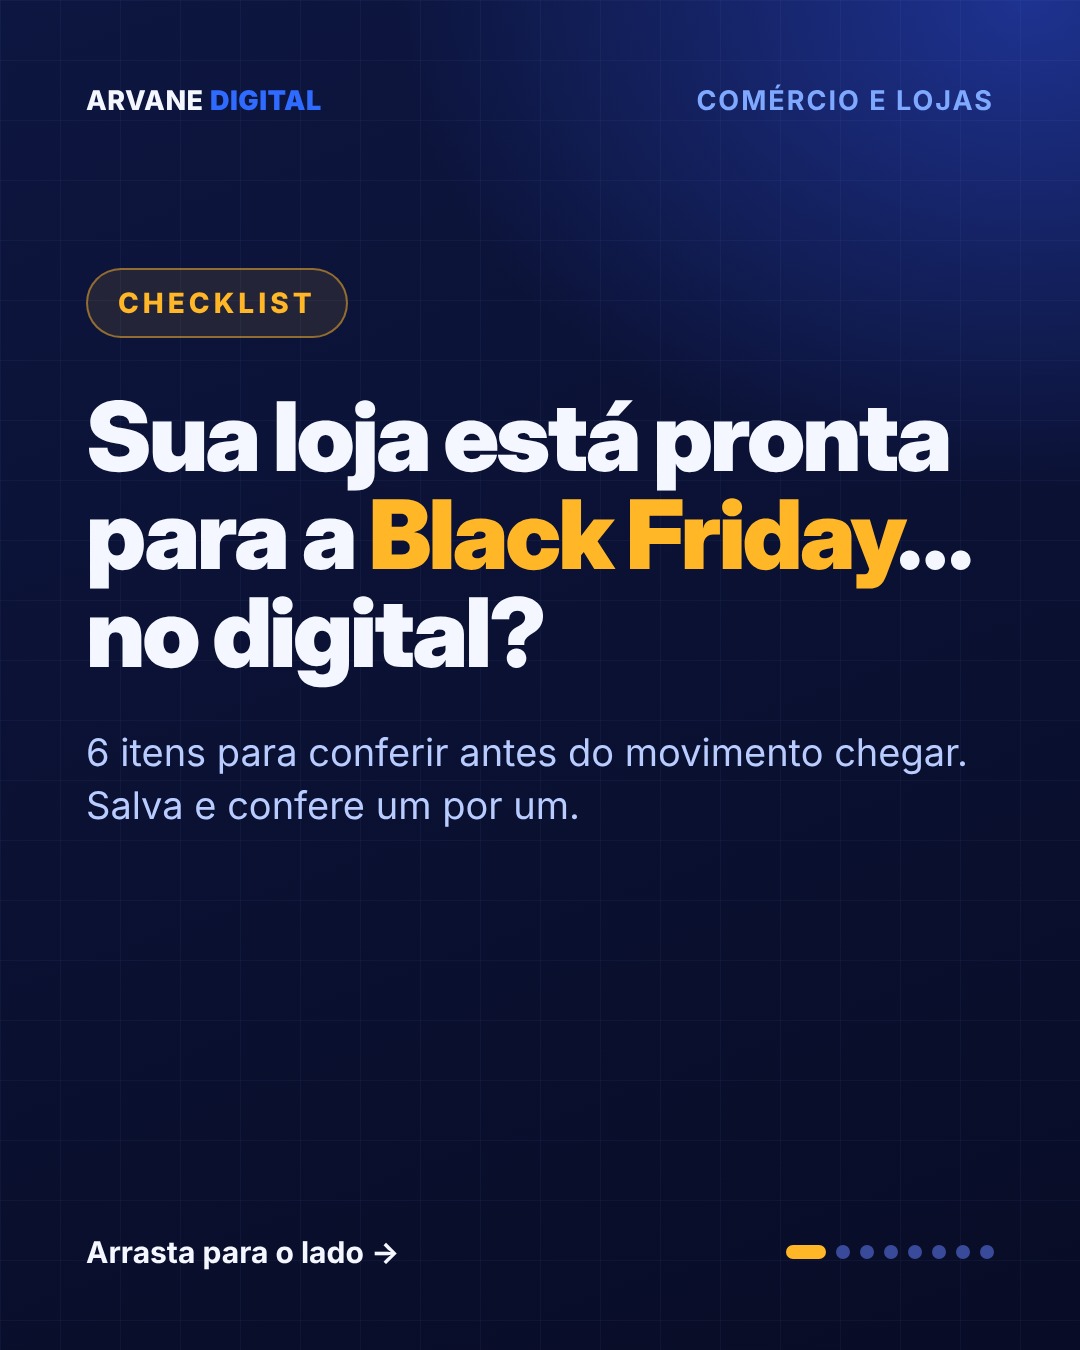 ARVANE DIGITAL
COMÉRCIO E LOJAS
CHECKLIST
Sua loja está pronta
para a Black Friday...
no digital?
6 itens para conferir antes do movimento chegar.
Salva e confere um por um.
Arrasta para o lado →